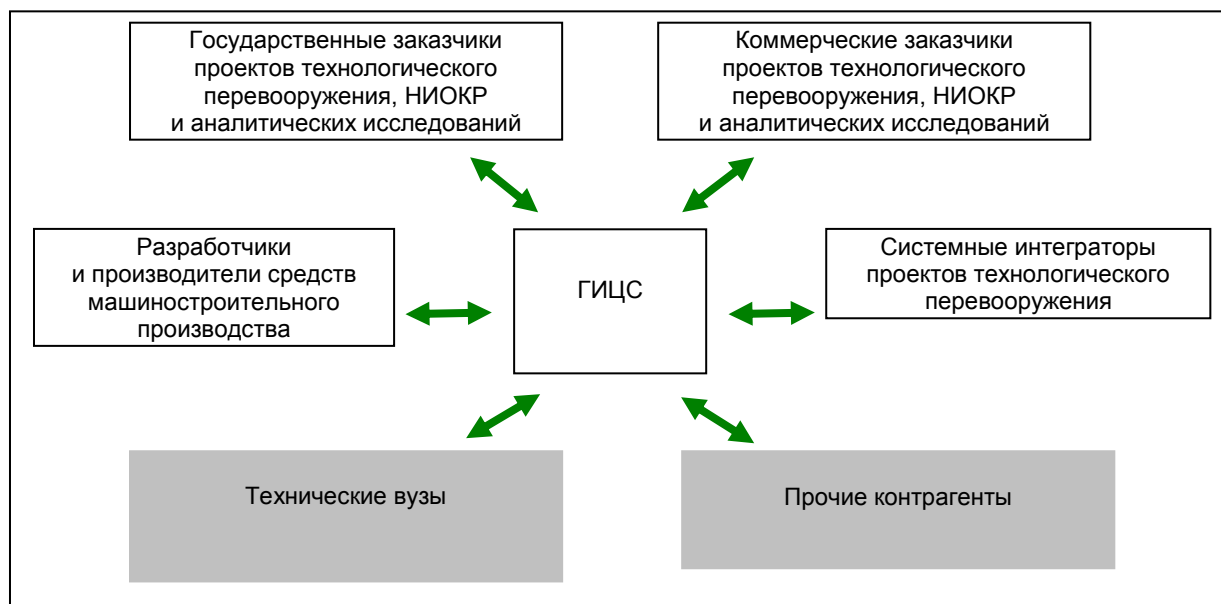 Государственные заказчики
проектов технологического
перевооружения, НИОКР
и аналитических исследований
Коммерческие заказчики
проектов технологического
перевооружения, НИОКР
и аналитических исследований
Разработчики
и производители средств
машиностроительного
производства
ГИЦС
Системные интеграторы
проектов технологического
перевооружения
Технические вузы
Прочие контрагенты